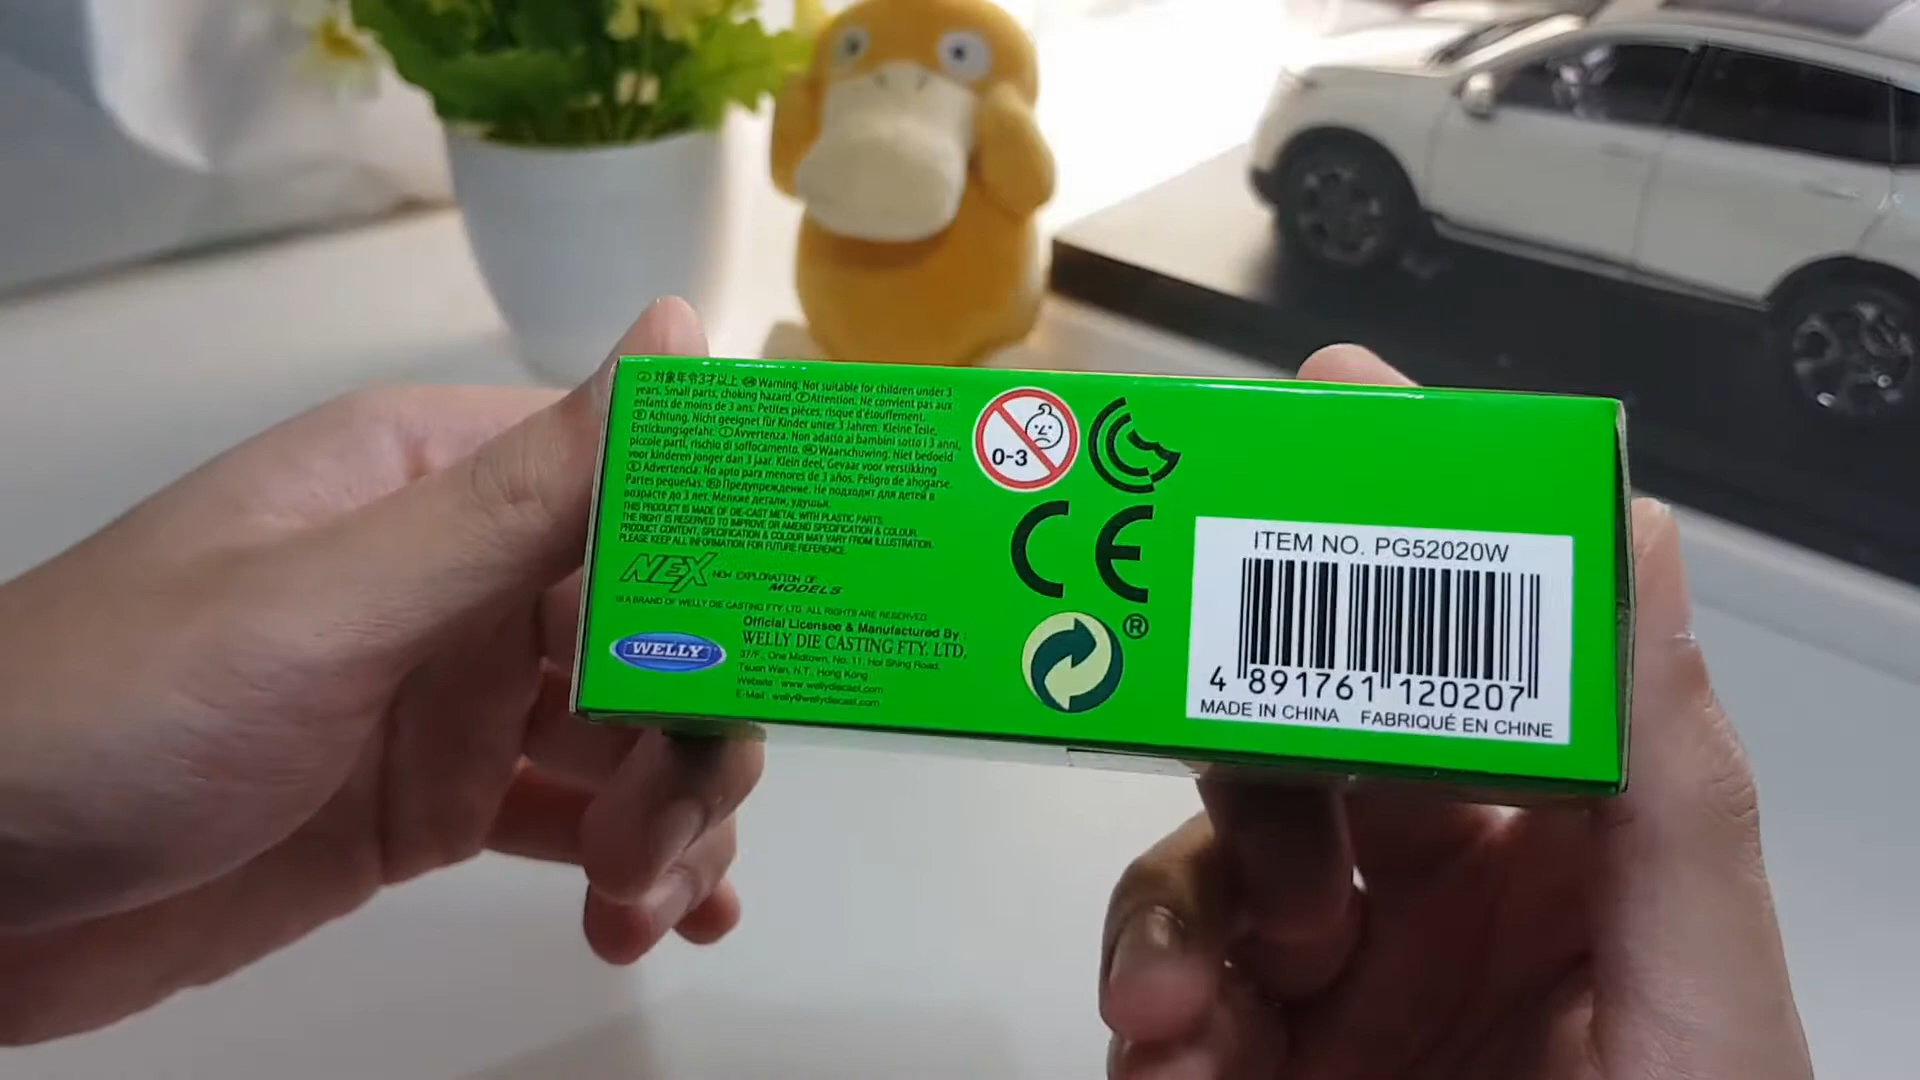 Ⓙ 対象年令3才以上 ⒼⒷ Warning. Not suitable for children under 3
years. Small parts, choking hazard. Ⓕ Attention. Ne convient pas aux
enfants de moins de 3 ans. Petites pièces, risque d'étouffement.
Ⓓ Achtung. Nicht geeignet für Kinder unter 3 Jahren. Kleine Teile,
Erstickungsgefahr. Ⓘ Avvertenza. Non adatto ai bambini sotto i 3 anni,
piccole parti, rischio di soffocamento. ⓃⓁ Waarschuwing. Niet bedoeld
voor kinderen jonger dan 3 jaar. Klein deel, Gevaar voor verstikking
Ⓔ Advertencia. No apto para menores de 3 años. Peligro de ahogarse.
Partes pequeñas. ⓇⓊ Предупреждение. Не подходит для детей в
возрасте до 3 лет. Мелкие детали, удушья.
THIS PRODUCT IS MADE OF DIE-CAST METAL WITH PLASTIC PARTS.
THE RIGHT IS RESERVED TO IMPROVE OR AMEND SPECIFICATION & COLOUR.
PRODUCT CONTENT, SPECIFICATION & COLOUR MAY VARY FROM ILLUSTRATION.
PLEASE KEEP ALL INFORMATION FOR FUTURE REFERENCE.
NEX NEW EXPLORATION OF
MODELS
IS A BRAND OF WELLY DIE CASTING FTY. LTD. ALL RIGHTS ARE RESERVED
WELLY
Official Licensee & Manufactured By :
WELLY DIE CASTING FTY. LTD.
37/F., One Midtown, No. 11, Hoi Shing Road,
Tsuen Wan, N.T., Hong Kong
Website : www.wellydiecast.com
E-Mail : welly@wellydiecast.com
0-3
CE
®
ITEM NO. PG52020W
4 891761 120207
MADE IN CHINA FABRIQUÉ EN CHINE